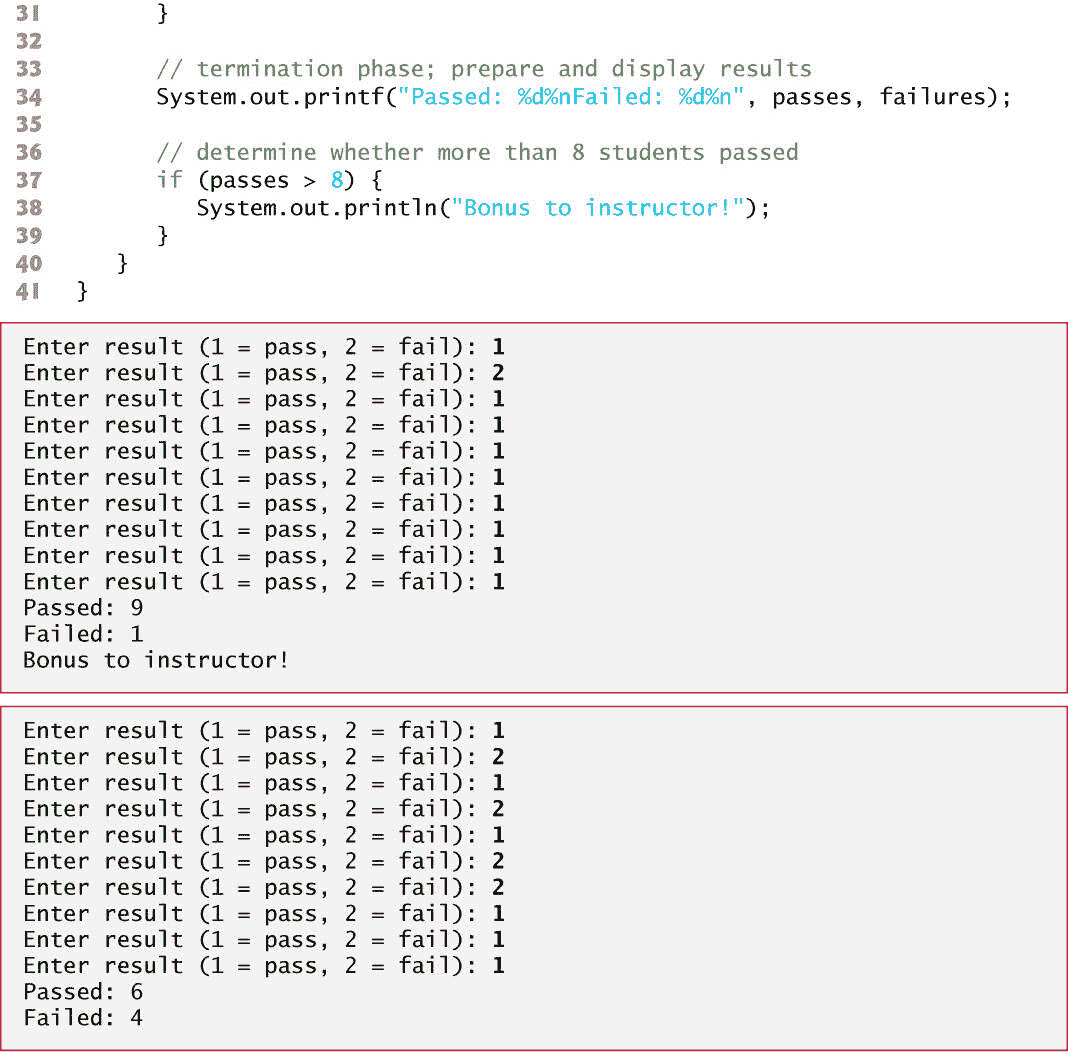 31 }
32
33 // termination phase; prepare and display results
34 System.out.printf("Passed: %d%nFailed: %d%n", passes, failures);
35
36 // determine whether more than 8 students passed
37 if (passes > 8) {
38 System.out.println("Bonus to instructor!");
39 }
40 }
41 }
Enter result (1 = pass, 2 = fail): 1
Enter result (1 = pass, 2 = fail): 2
Enter result (1 = pass, 2 = fail): 1
Enter result (1 = pass, 2 = fail): 1
Enter result (1 = pass, 2 = fail): 1
Enter result (1 = pass, 2 = fail): 1
Enter result (1 = pass, 2 = fail): 1
Enter result (1 = pass, 2 = fail): 1
Enter result (1 = pass, 2 = fail): 1
Enter result (1 = pass, 2 = fail): 1
Passed: 9
Failed: 1
Bonus to instructor!
Enter result (1 = pass, 2 = fail): 1
Enter result (1 = pass, 2 = fail): 2
Enter result (1 = pass, 2 = fail): 1
Enter result (1 = pass, 2 = fail): 2
Enter result (1 = pass, 2 = fail): 1
Enter result (1 = pass, 2 = fail): 2
Enter result (1 = pass, 2 = fail): 2
Enter result (1 = pass, 2 = fail): 1
Enter result (1 = pass, 2 = fail): 1
Enter result (1 = pass, 2 = fail): 1
Passed: 6
Failed: 4